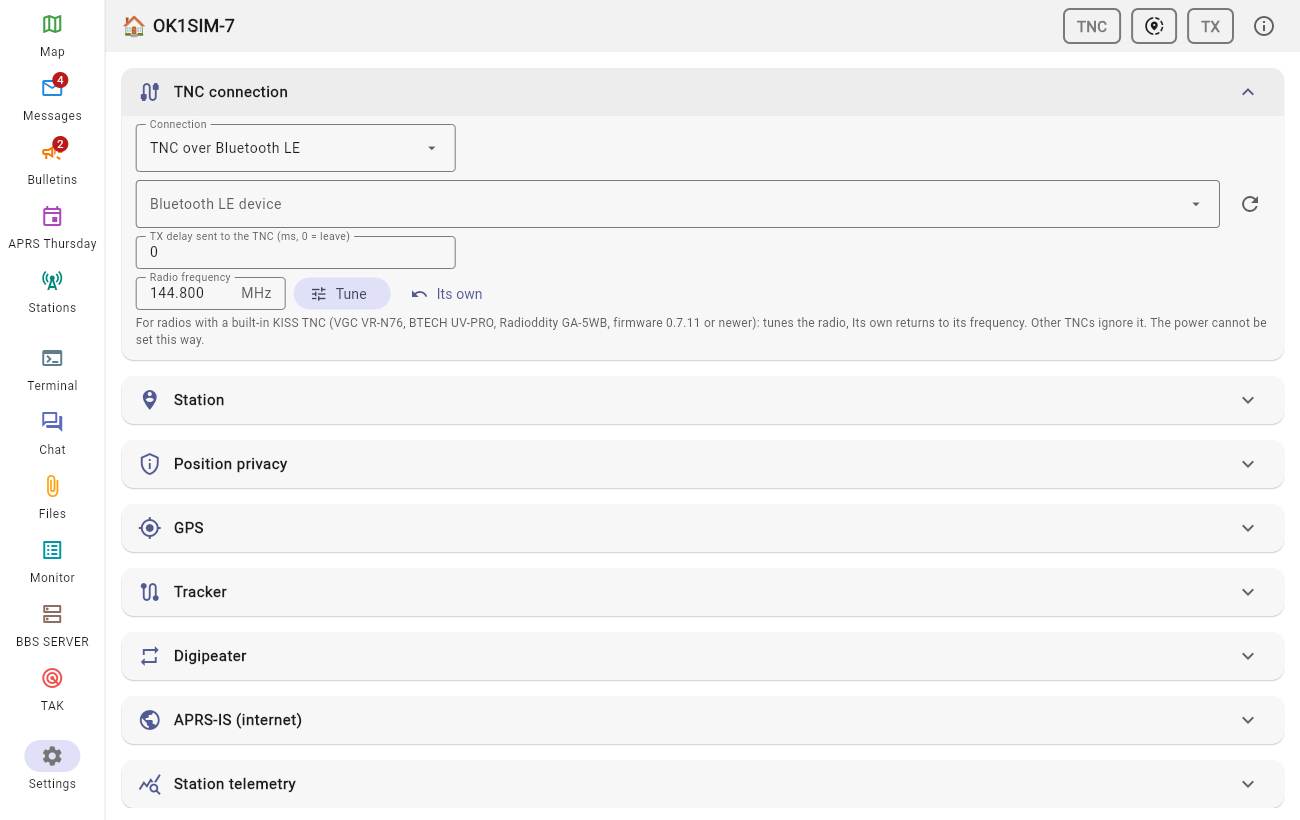 OK1SIM-7
TNC
TX
Map
4
Messages
2
Bulletins
APRS Thursday
Stations
Terminal
Chat
Files
Monitor
BBS SERVER
TAK
Settings
TNC connection
Connection
TNC over Bluetooth LE
Bluetooth LE device
TX delay sent to the TNC (ms, 0 = leave)
0
Radio frequency
144.800 MHz
Tune
Its own
For radios with a built-in KISS TNC (VGC VR-N76, BTECH UV-PRO, Radioddity GA-5WB, firmware 0.7.11 or newer): tunes the radio, Its own returns to its frequency. Other TNCs ignore it. The power cannot be
set this way.
Station
Position privacy
GPS
Tracker
Digipeater
APRS-IS (internet)
Station telemetry